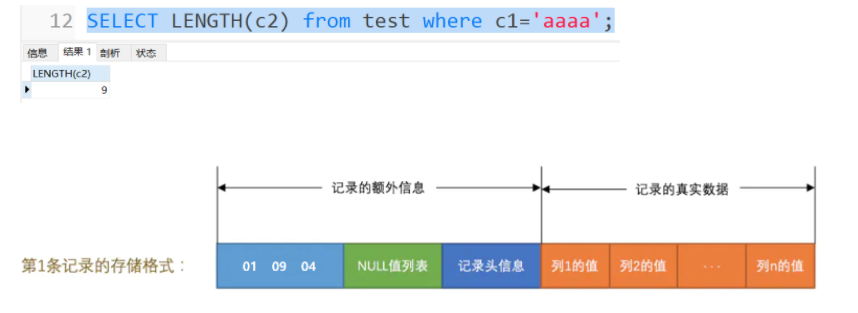 12 SELECT LENGTH(c2) from test where c1='aaaa';
信息 结果 1 剖析 状态
LENGTH(c2)
9
记录的额外信息 记录的真实数据
第1条记录的存储格式： 01 09 04 NULL值列表 记录头信息 列1的值 列2的值 ... 列n的值